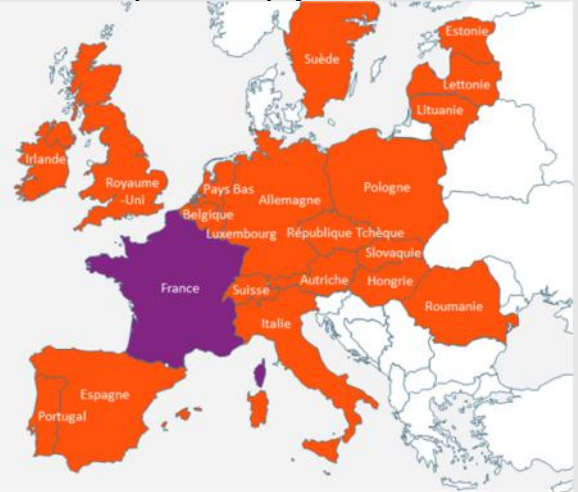 Estonie
Suède
Lettonie
Lituanie
Irlande
Royaume
-Uni
Pays Bas
Allemagne
Pologne
Belgique
Luxembourg
République Tchèque
Slovaquie
France
Suisse
Autriche
Hongrie
Roumanie
Italie
Espagne
Portugal